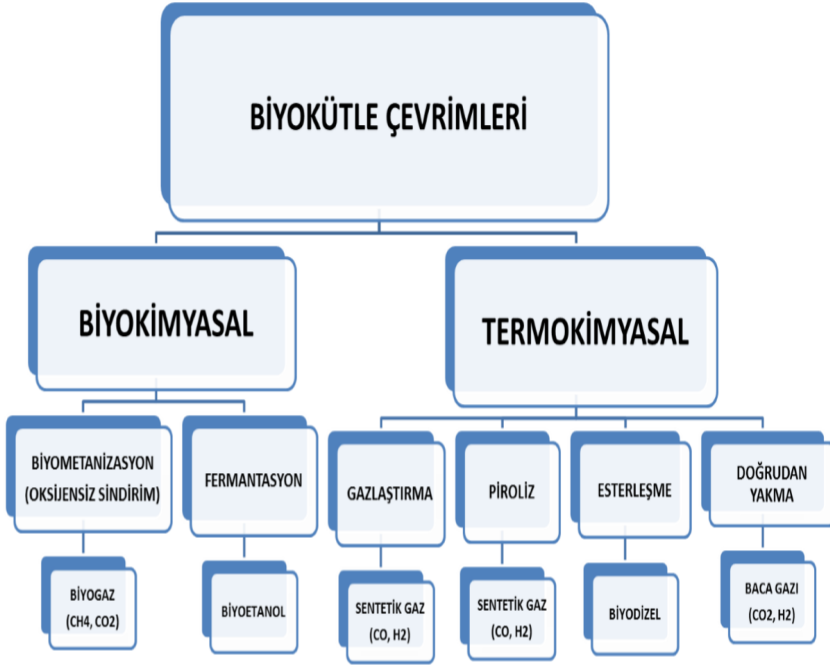 BİYOKÜTLE ÇEVRİMLERİ
BİYOKİMYASAL
TERMOKİMYASAL
BİYOMETANİZASYON
(OKSİJENSİZ SİNDİRİM)
FERMANTASYON
GAZLAŞTIRMA
PİROLİZ
ESTERLEŞME
DOĞRUDAN
YAKMA
BİYOGAZ
(CH4, CO2)
BİYOETANOL
SENTETİK GAZ
(CO, H2)
SENTETİK GAZ
(CO, H2)
BİYODİZEL
BACA GAZI
(CO2, H2)